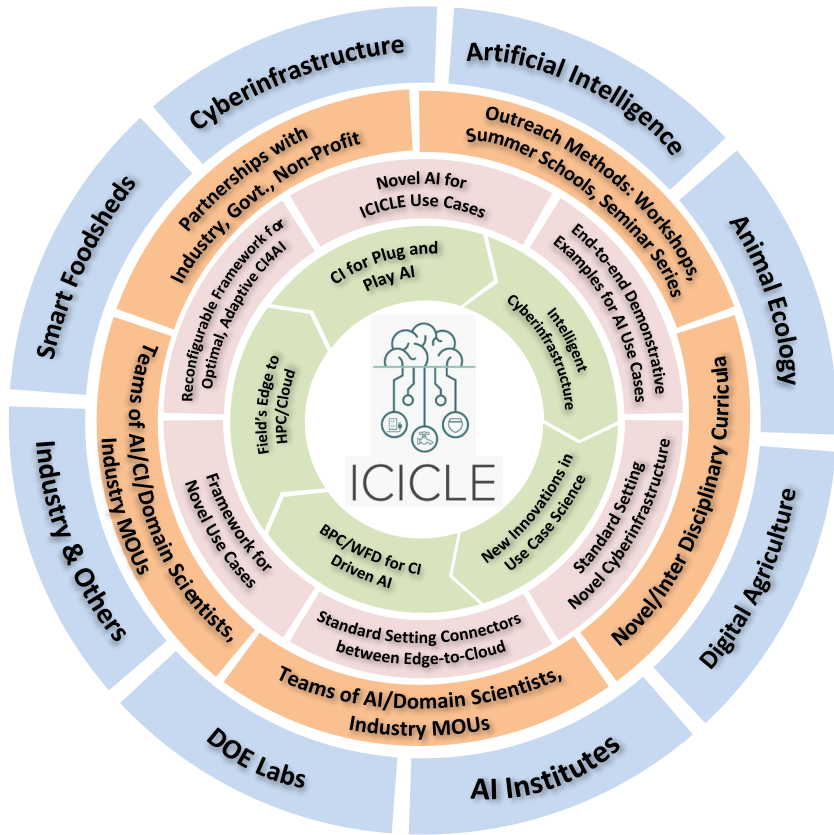 Cyberinfrastructure
Artificial Intelligence
Animal Ecology
Digital Agriculture
AI Institutes
DOE Labs
Industry & Others
Smart Foodsheds
Partnerships with
Industry, Govt., Non-Profit
Outreach Methods: Workshops,
Summer Schools, Seminar Series
Novel/Inter Disciplinary Curricula
Teams of AI/Domain Scientists,
Industry MOUs
Teams of AI/CI/Domain Scientists,
Industry MOUs
Novel AI for
ICICLE Use Cases
End-to-end Demonstrative
Examples for AI Use Cases
Standard Setting
Novel Cyberinfrastructure
Standard Setting Connectors
between Edge-to-Cloud
Framework for
Novel Use Cases
Reconfigurable Framework for
Optimal, Adaptive CI4AI
CI for Plug and
Play AI
Intelligent
Cyberinfrastructure
New Innovations in
Use Case Science
BPC/WFD for CI
Driven AI
Field's Edge to
HPC/Cloud
ICICLE